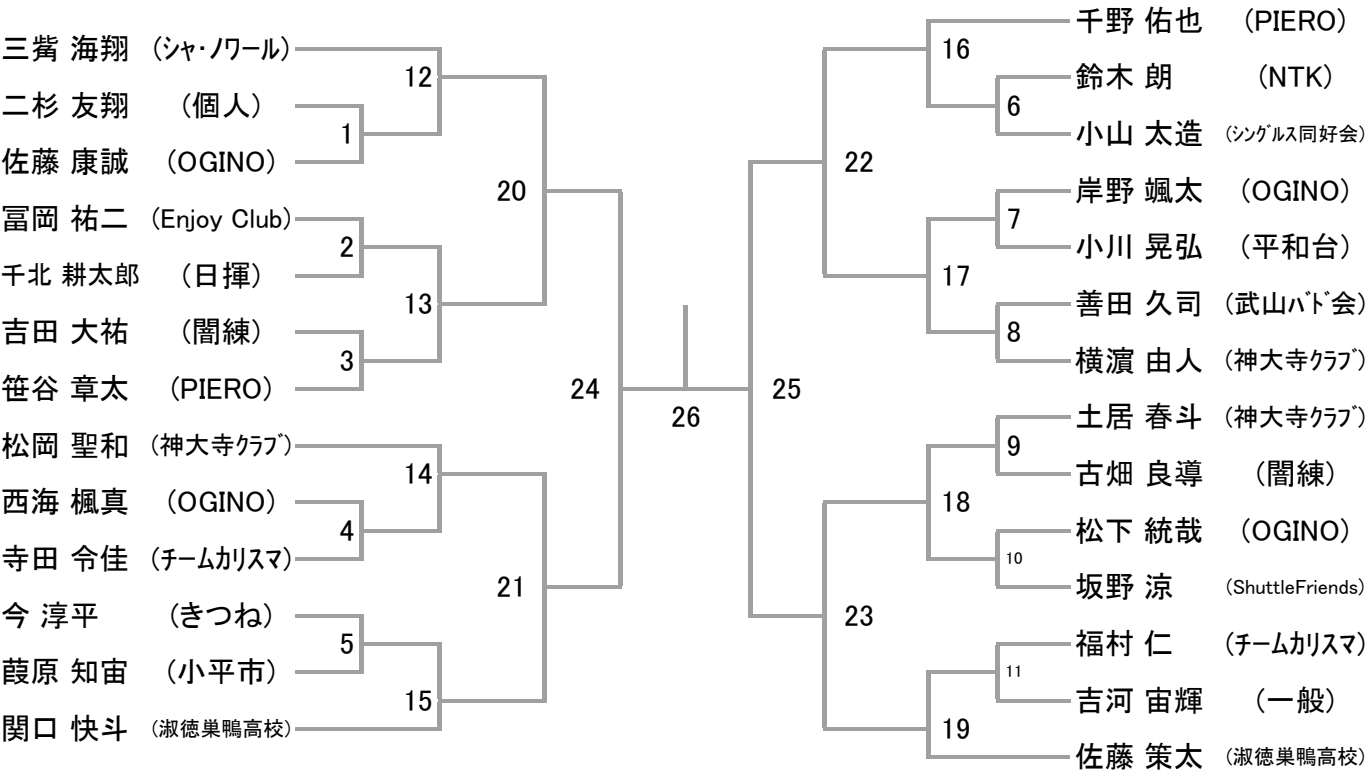 三觜 海翔 (シャ・ノワール)
12
二杉 友翔 (個人)
1
佐藤 康誠 (OGINO)
20
冨岡 祐二 (Enjoy Club)
2
千北 耕太郎 (日揮)
13
吉田 大祐 (闇練)
3
笹谷 章太 (PIERO)
24
松岡 聖和 (神大寺クラブ)
14
西海 楓真 (OGINO)
4
寺田 令佳 (チームカリスマ)
21
今 淳平 (きつね)
5
葭原 知宙 (小平市)
15
関口 快斗 (淑徳巣鴨高校)
26
千野 佑也 (PIERO)
16
鈴木 朗 (NTK)
6
小山 太造 (シングルス同好会)
22
岸野 颯太 (OGINO)
7
小川 晃弘 (平和台)
17
善田 久司 (武山バド会)
8
横濵 由人 (神大寺クラブ)
25
土居 春斗 (神大寺クラブ)
9
古畑 良導 (闇練)
18
松下 統哉 (OGINO)
10
坂野 涼 (ShuttleFriends)
23
福村 仁 (チームカリスマ)
11
吉河 宙輝 (一般)
19
佐藤 策太 (淑徳巣鴨高校)